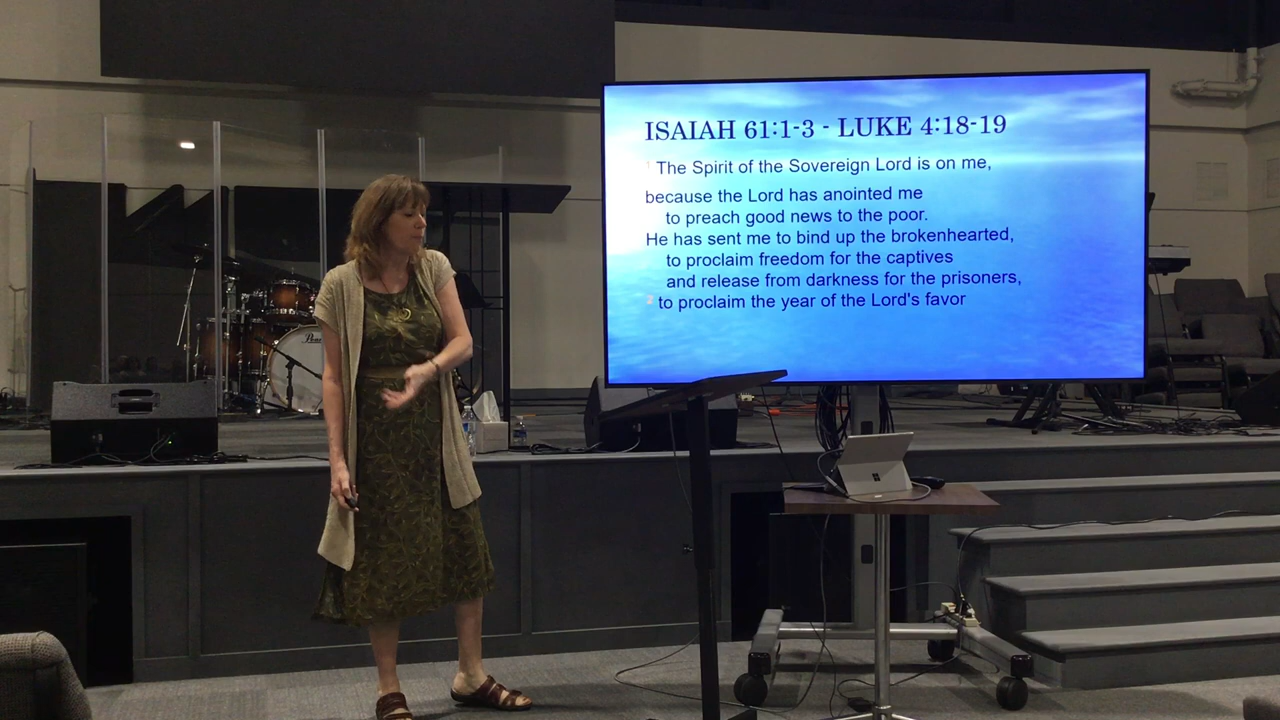 ISAIAH 61:1-3 - LUKE 4:18-19
1 The Spirit of the Sovereign Lord is on me,
because the Lord has anointed me
to preach good news to the poor.
He has sent me to bind up the brokenhearted,
to proclaim freedom for the captives
and release from darkness for the prisoners,
2 to proclaim the year of the Lord's favor